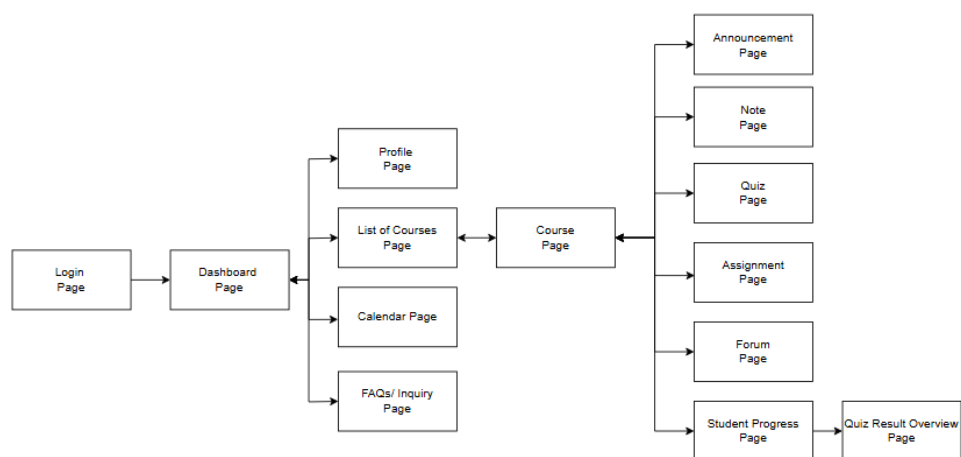 Login
Page
Dashboard
Page
Profile
Page
List of Courses
Page
Calendar Page
FAQs/ Inquiry
Page
Course
Page
Announcement
Page
Note
Page
Quiz
Page
Assignment
Page
Forum
Page
Student Progress
Page
Quiz Result Overview
Page